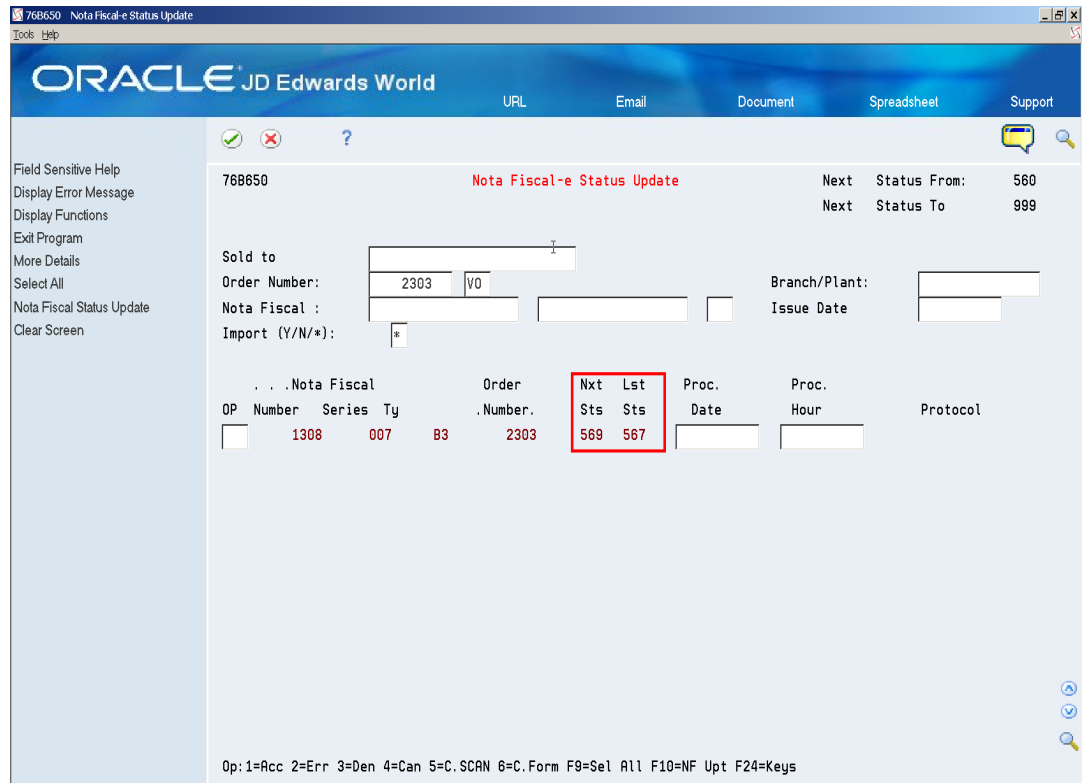 76B650 Nota Fiscal-e Status Update
Tools Help
ORACLE JD Edwards World
URL Email Document Spreadsheet Support
?
Field Sensitive Help
Display Error Message
Display Functions
Exit Program
More Details
Select All
Nota Fiscal Status Update
Clear Screen
76B650 Nota Fiscal-e Status Update Next Status From: 560
Next Status To 999
Sold to
Order Number: 2303 VO Branch/Plant:
Nota Fiscal : Issue Date
Import (Y/N/*): *
. . .Nota Fiscal Order Nxt Lst Proc. Proc.
OP Number Series Ty .Number. Sts Sts Date Hour Protocol
1308 007 B3 2303 569 567
Op:1=Acc 2=Err 3=Den 4=Can 5=C.SCAN 6=C.Form F9=Sel All F10=NF Upt F24=Keys